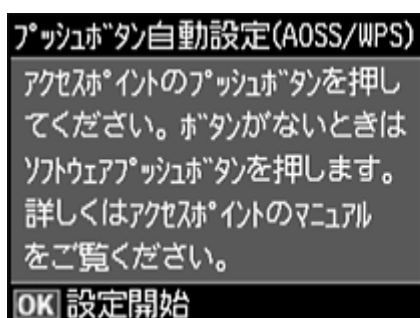 プッシュボタン自動設定(AOSS/WPS)
アクセスポイントのプッシュボタンを押し
てください。ボタンがないときは
ソフトウェアプッシュボタンを押します。
詳しくはアクセスポイントのマニュアル
をご覧ください。
OK 設定開始